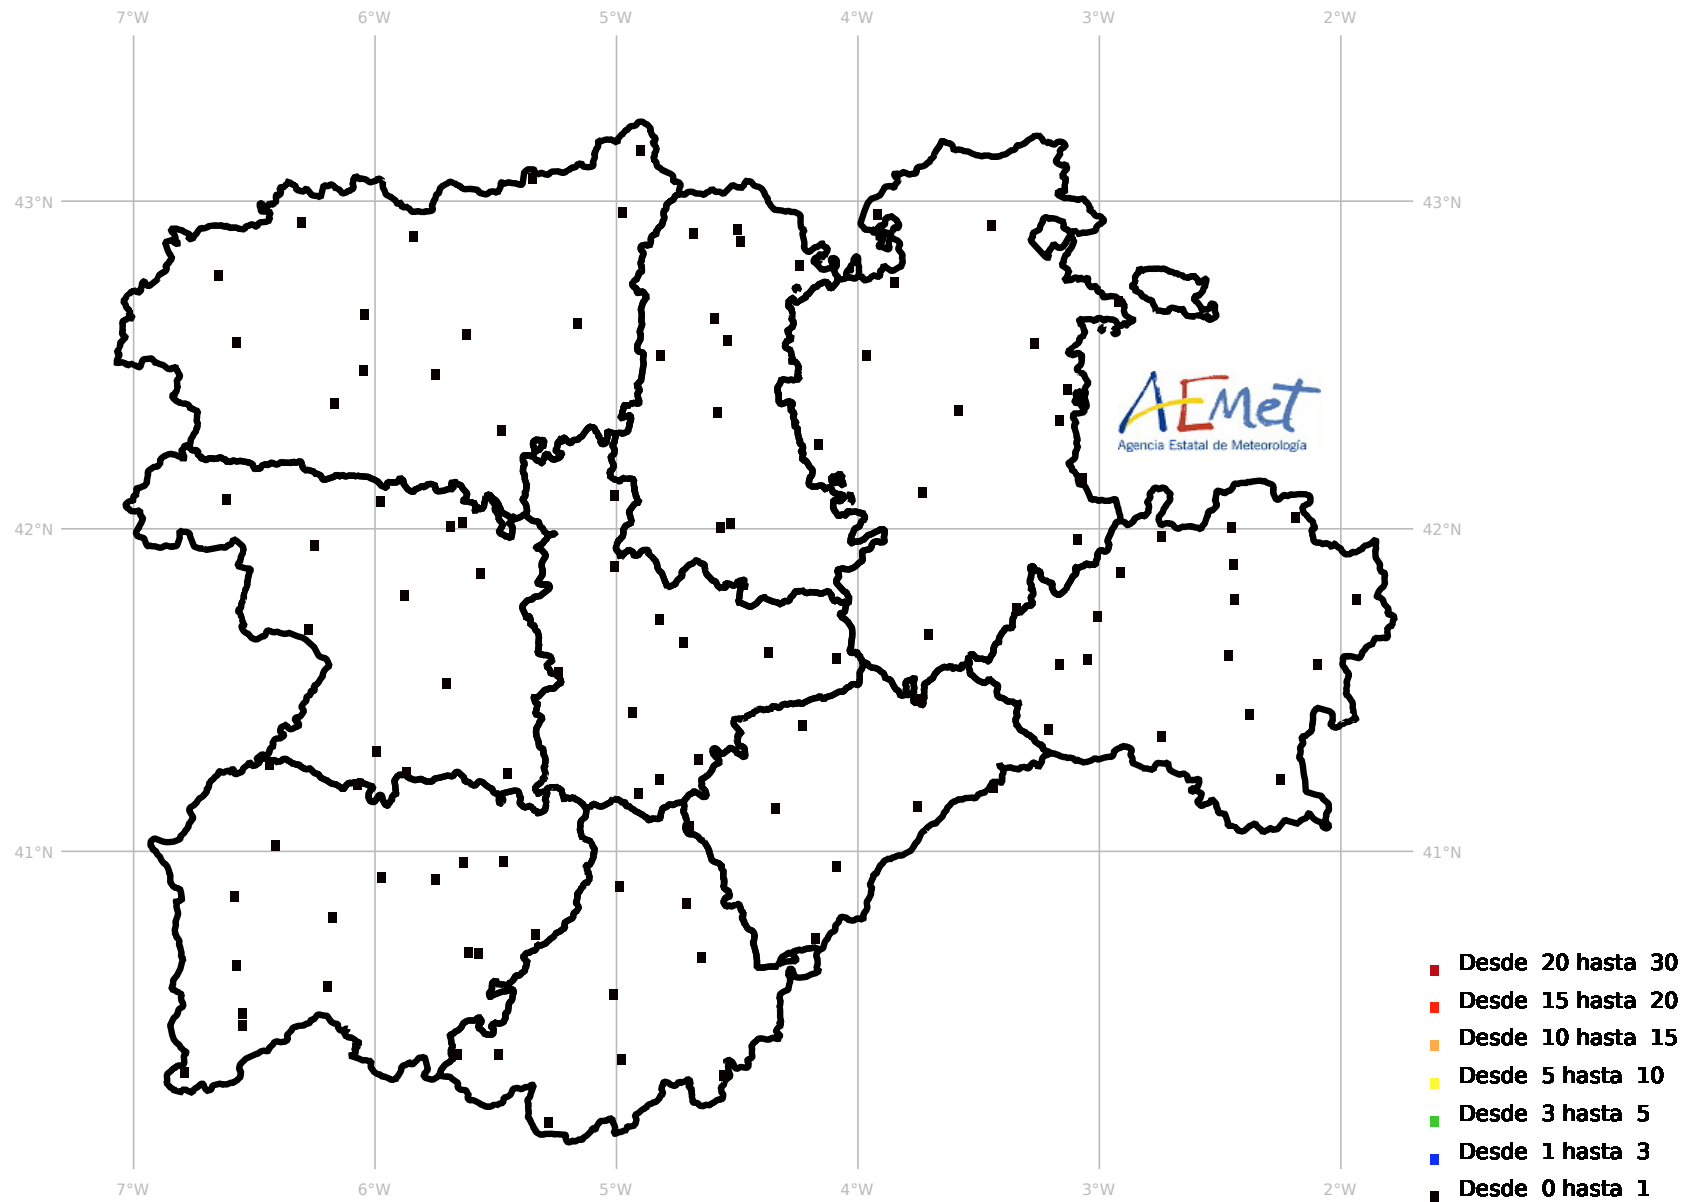 7°W 6°W 5°W 4°W 3°W 2°W
43°N 43°N
AEMet
Agencia Estatal de Meteorología
42°N 42°N
41°N 41°N
Desde 20 hasta 30
Desde 15 hasta 20
Desde 10 hasta 15
Desde 5 hasta 10
Desde 3 hasta 5
Desde 1 hasta 3
Desde 0 hasta 1
7°W 6°W 5°W 4°W 3°W 2°W